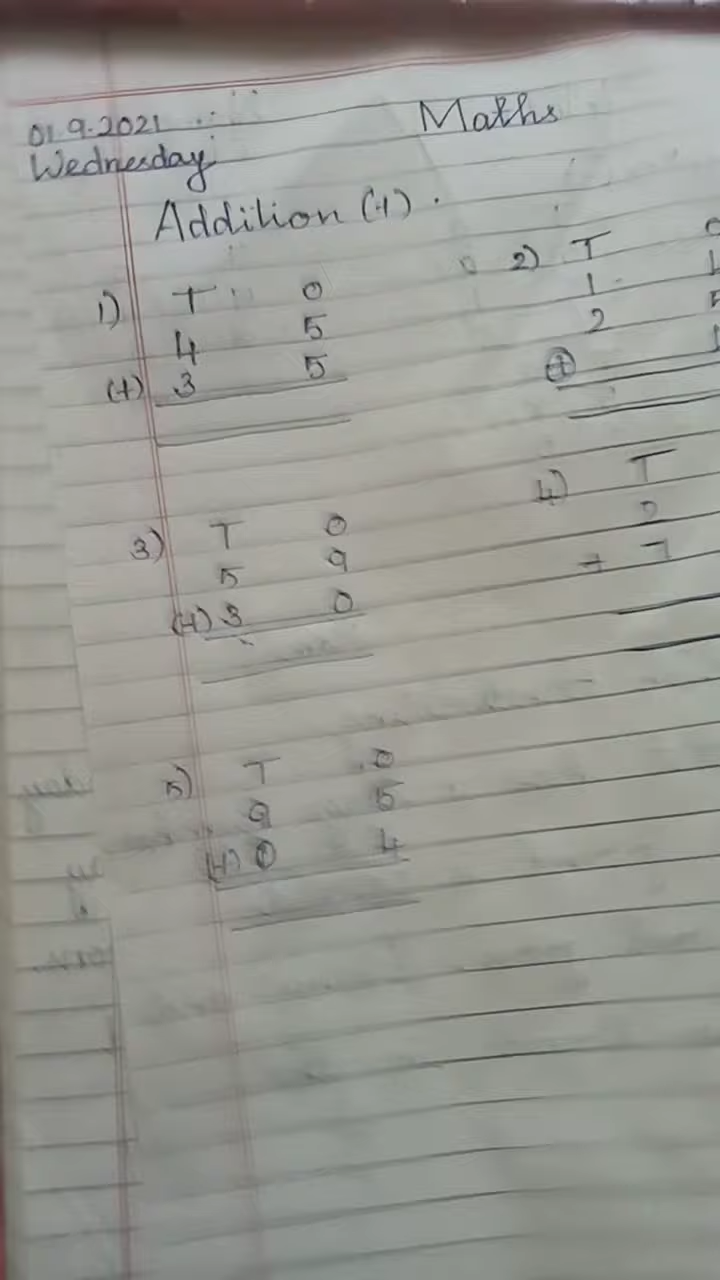 01.9.2021 Maths
Wednesday
Addition (+).
1) T O
4 5
(+) 3 5
2) T
1
2
(+)
3) T O
5 9
(+) 3 0
4) T
+ 7
5) T O
9 5
(+) 0 4